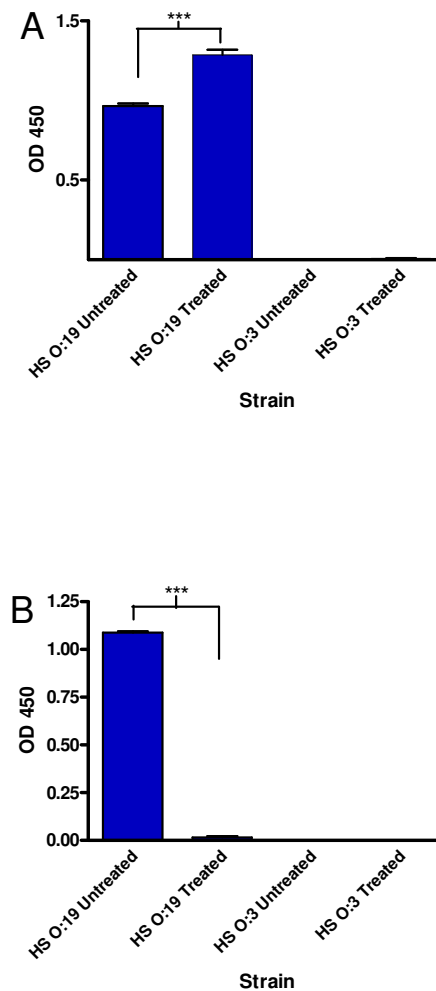 A
1.5
***
OD 450
0.5
HS O:19 Untreated
HS O:19 Treated
HS O:3 Untreated
HS O:3 Treated
Strain
B
1.25
***
1.00
0.75
OD 450
0.50
0.25
0.00
HS O:19 Untreated
HS O:19 Treated
HS O:3 Untreated
HS O:3 Treated
Strain